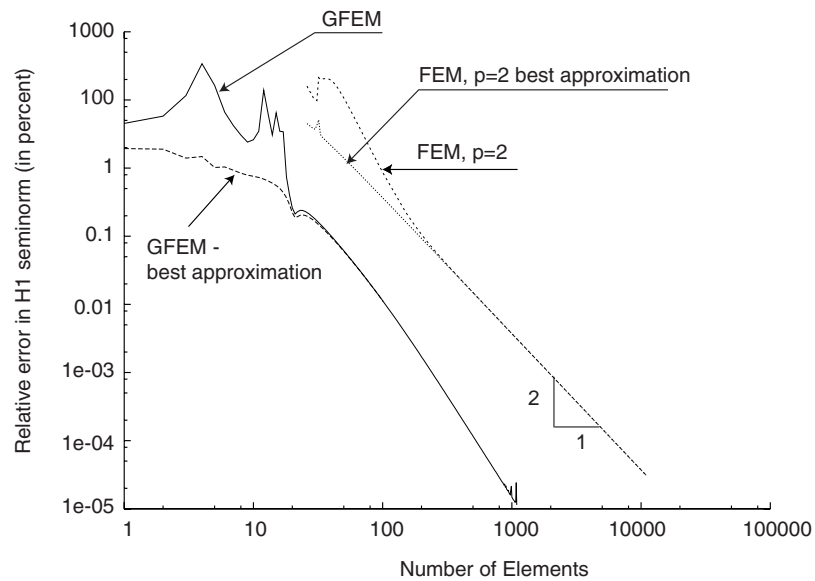 GFEM
1000
100
1
0.1
0.01
1e-03
1e-04
1e-05
Relative error in H1 seminorm (in percent)
FEM, p=2 best approximation
FEM, p=2
GFEM -
best approximation
2
1
1
10
100
1000
10000
100000
Number of Elements